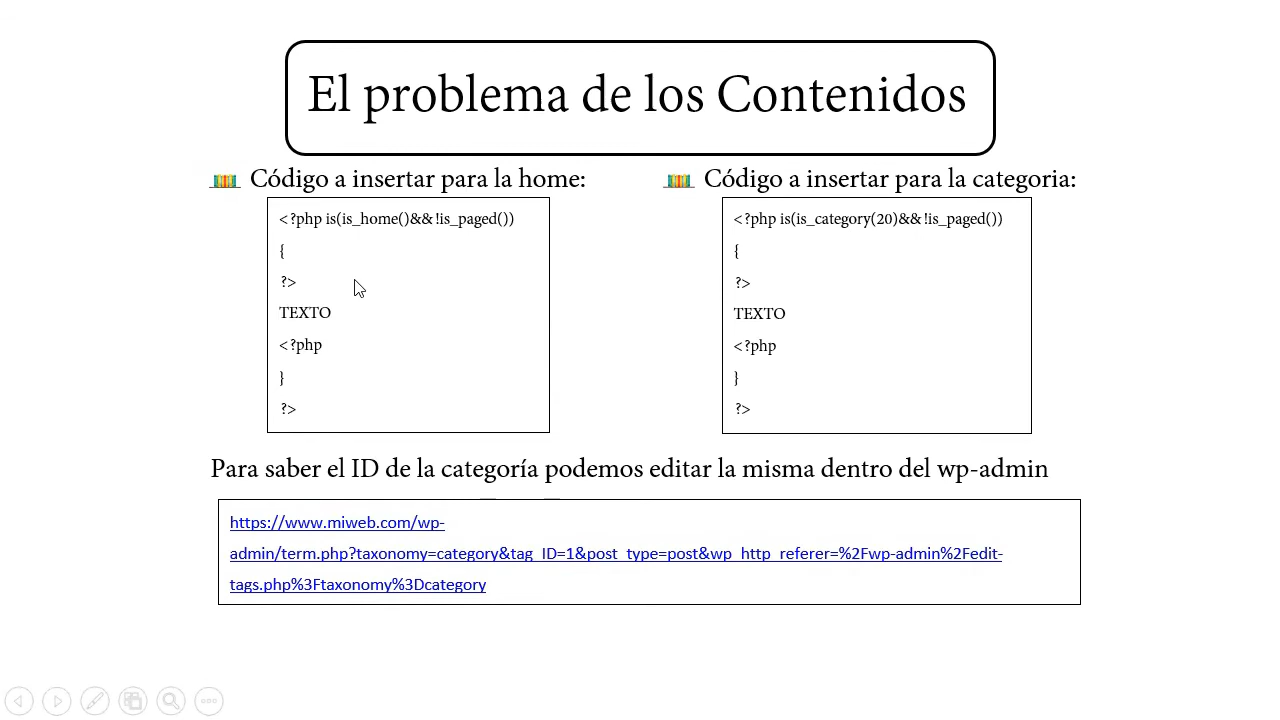 El problema de los Contenidos
Código a insertar para la home:
<?php is(is_home()&&!is_paged())
{
?>
TEXTO
<?php
}
?>
Código a insertar para la categoria:
<?php is(is_category(20)&&!is_paged())
{
?>
TEXTO
<?php
}
?>
Para saber el ID de la categoría podemos editar la misma dentro del wp-admin
https://www.miweb.com/wp-
admin/term.php?taxonomy=category&tag_ID=1&post_type=post&wp_http_referer=%2Fwp-admin%2Fedit-
tags.php%3Ftaxonomy%3Dcategory